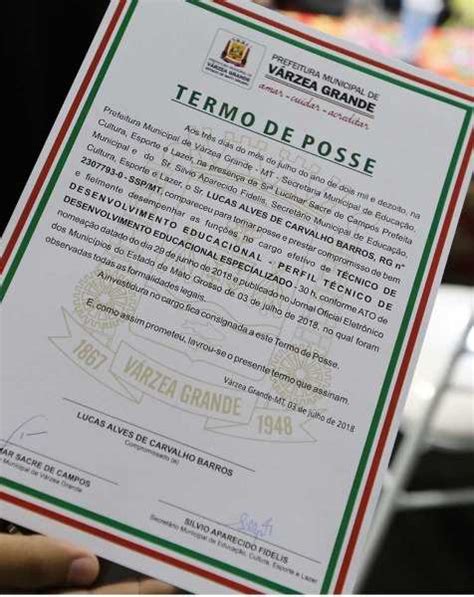 PREFEITURA MUNICIPAL DE
VÁRZEA GRANDE
amar - cuidar - acreditar
TERMO DE POSSE
Aos três dias do mês de julho do ano de dois mil e dezoito, na
Prefeitura Municipal de Várzea Grande - MT / Secretaria Municipal de Educação,
Cultura, Esporte e Lazer, na presença da Srª Lucimar Sacre de Campos Prefeita
Municipal e do Sr. Silvio Aparecido Fidelis, Secretário Municipal de Educação,
Cultura, Esporte e Lazer, o Sr. LUCAS ALVES DE CARVALHO BARROS, RG n°
2307793-0-SSP/MT, compareceu para tomar posse e prestar compromisso de bem
e fielmente desempenhar as funções no cargo efetivo de TÉCNICO DE
DESENVOLVIMENTO EDUCACIONAL - PERFIL TÉCNICO DE
DESENVOLVIMENTO EDUCACIONAL ESPECIALIZADO - 30 h, conforme ATO de
nomeação datado do dia 29 de junho de 2018 e publicado no Jornal Oficial Eletrônico
dos Municípios do Estado de Mato Grosso de 03 de julho de 2018, no qual foram
observadas todas as formalidades legais.
A investidura no cargo fica consignada a este Termo de Posse.
E, como assim prometeu, lavrou-se o presente termo que assinam.
Várzea Grande-MT, 03 de julho de 2018
1867 VÁRZEA GRANDE 1948
LUCAS ALVES DE CARVALHO BARROS
Compromissado (a)
MAR SACRE DE CAMPOS
Municipal de Várzea Grande
SILVIO APARECIDO FIDELIS
Secretário Municipal de Educação, Cultura, Esporte e Lazer